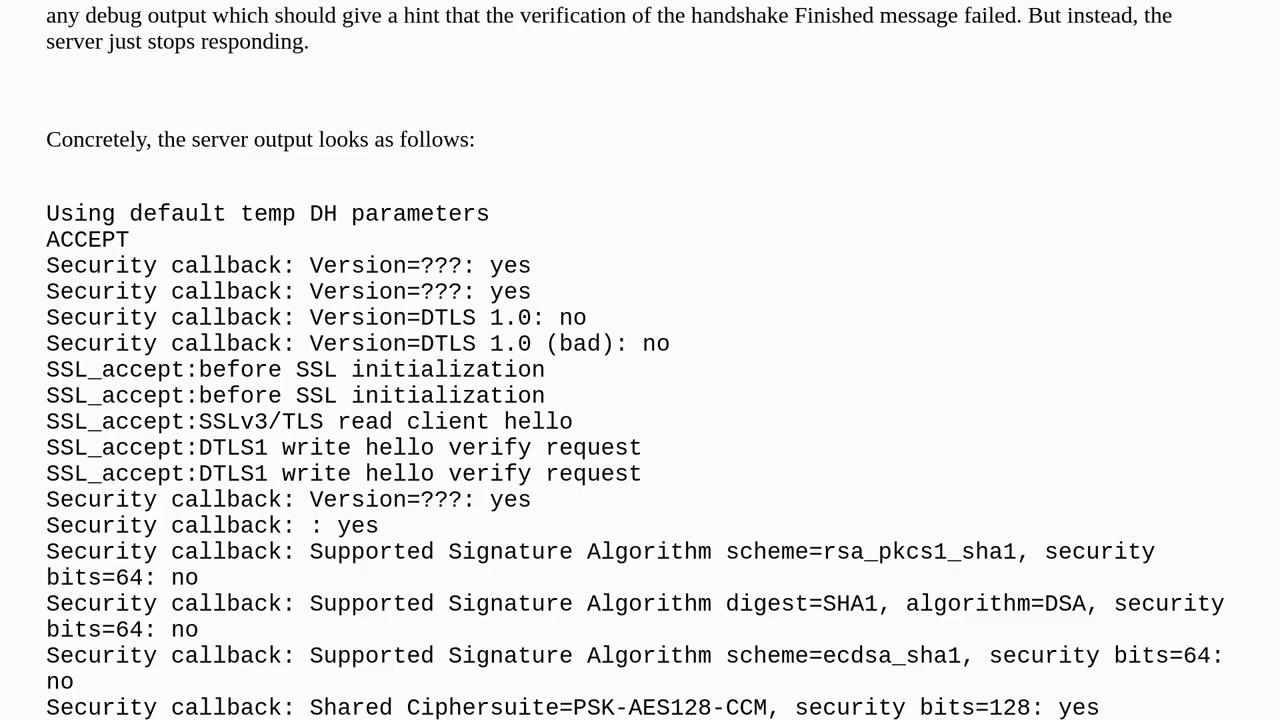 any debug output which should give a hint that the verification of the handshake Finished message failed. But instead, the
server just stops responding.
Concretely, the server output looks as follows:
Using default temp DH parameters
ACCEPT
Security callback: Version=???: yes
Security callback: Version=???: yes
Security callback: Version=DTLS 1.0: no
Security callback: Version=DTLS 1.0 (bad): no
SSL_accept:before SSL initialization
SSL_accept:before SSL initialization
SSL_accept:SSLv3/TLS read client hello
SSL_accept:DTLS1 write hello verify request
SSL_accept:DTLS1 write hello verify request
Security callback: Version=???: yes
Security callback: : yes
Security callback: Supported Signature Algorithm scheme=rsa_pkcs1_sha1, security
bits=64: no
Security callback: Supported Signature Algorithm digest=SHA1, algorithm=DSA, security
bits=64: no
Security callback: Supported Signature Algorithm scheme=ecdsa_sha1, security bits=64:
no
Security callback: Shared Ciphersuite=PSK-AES128-CCM, security bits=128: yes